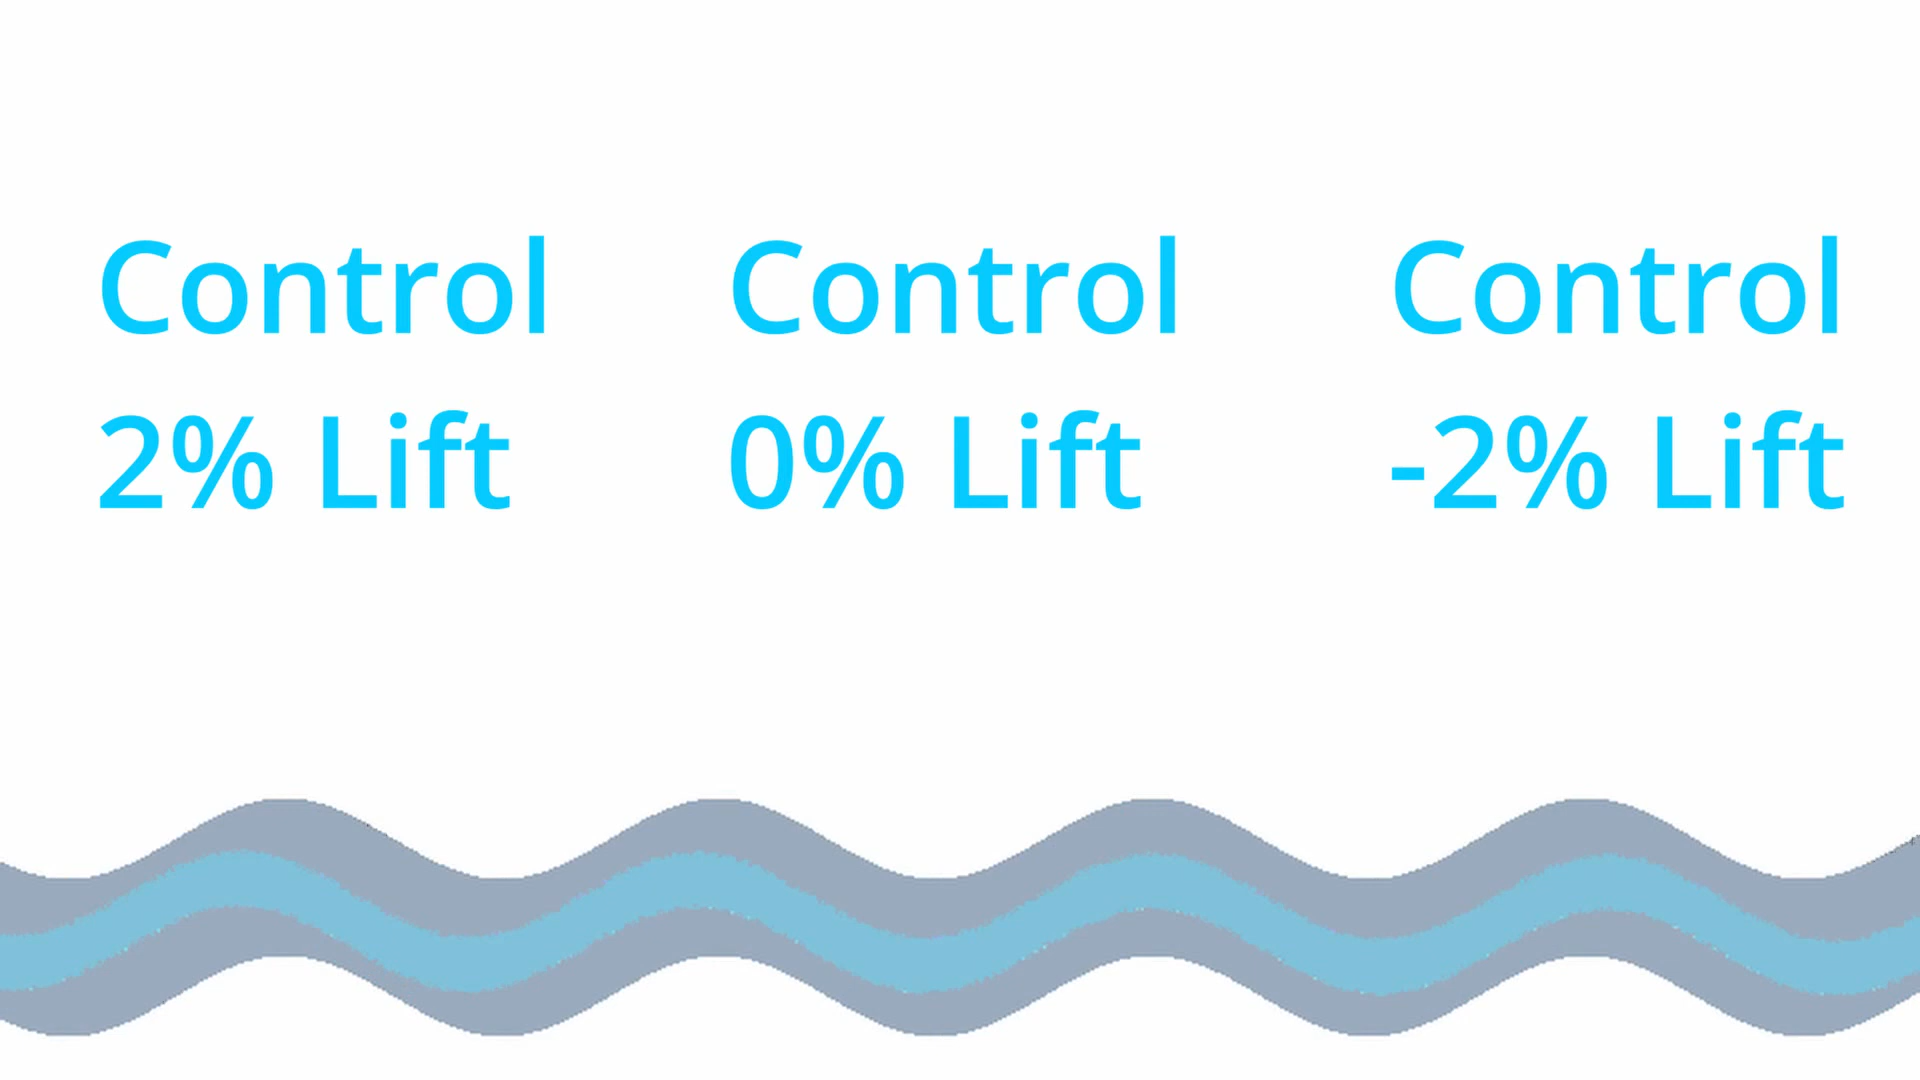 Control
2% Lift
Control
0% Lift
Control
-2% Lift